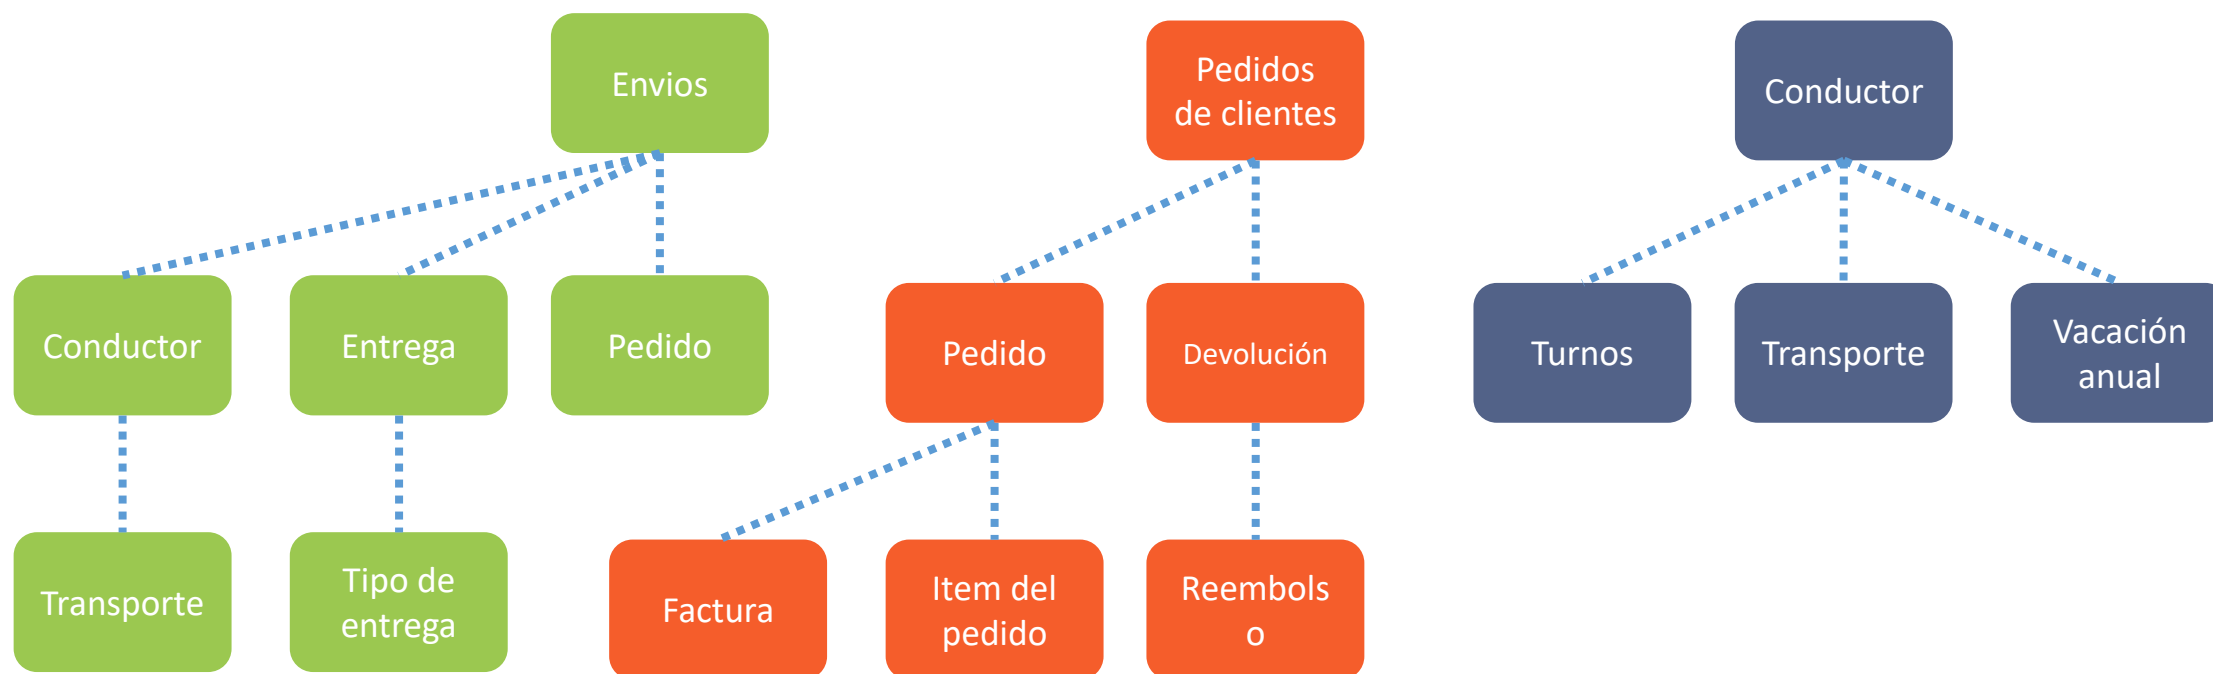 Envios
Pedidos
de clientes
Conductor
Conductor
Entrega
Pedido
Pedido
Devolución
Turnos
Transporte
Vacación
anual
Transporte
Tipo de
entrega
Factura
Item del
pedido
Reembols
o